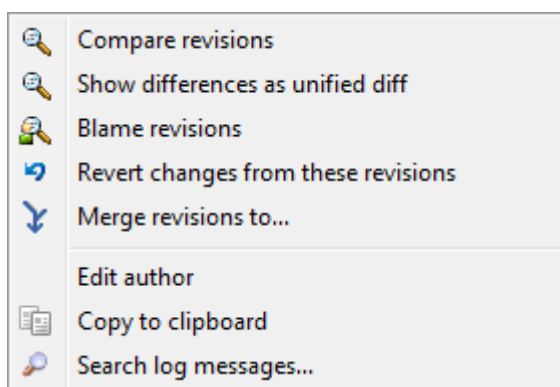 Compare revisions
Show differences as unified diff
Blame revisions
Revert changes from these revisions
Merge revisions to...
Edit author
Copy to clipboard
Search log messages...